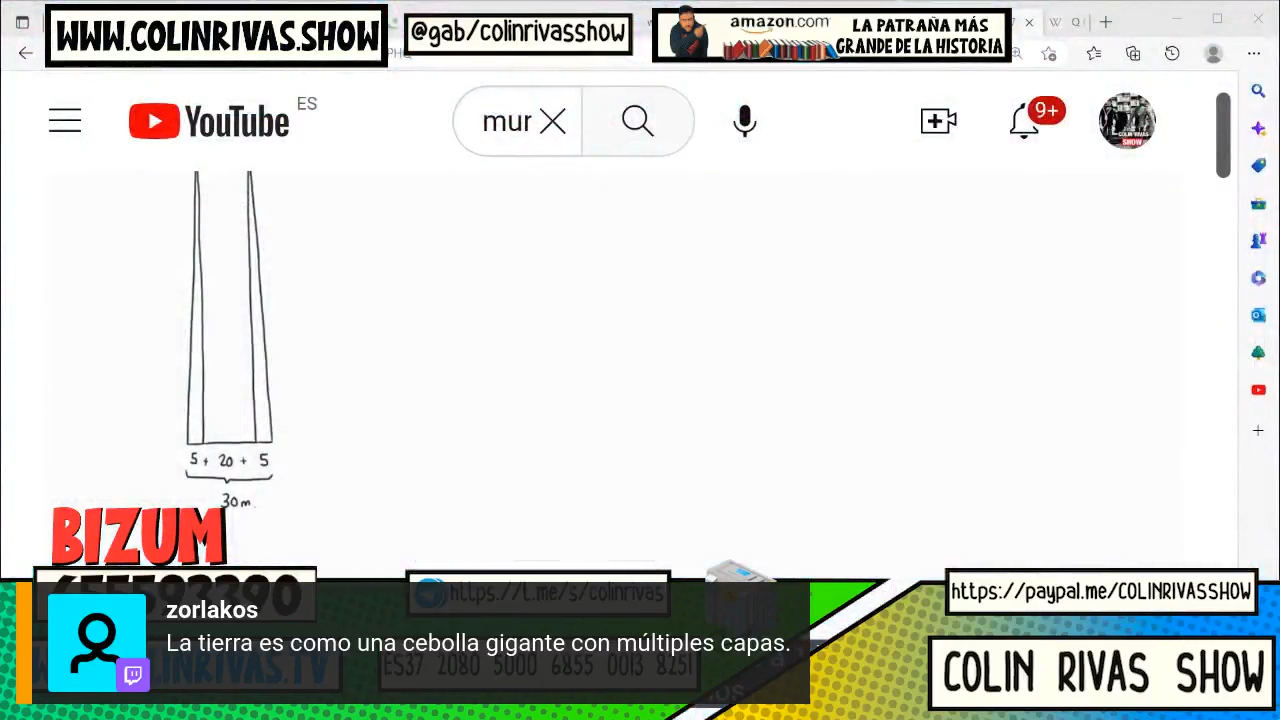 WWW.COLINRIVAS.SHOW
@gab/colinrivasshow
amazon.com
LA PATRAÑA MÁS
GRANDE DE LA HISTORIA
YouTube ES
mur
9+
5 + 20 + 5
30m.
BIZUM
https://t.me/s/colinrivas
https://paypal.me/COLINRIVASSHOW
zorlakos
La tierra es como una cebolla gigante con múltiples capas.
ES37 2080 5000 6855 0013 8251
COLIN RIVAS SHOW